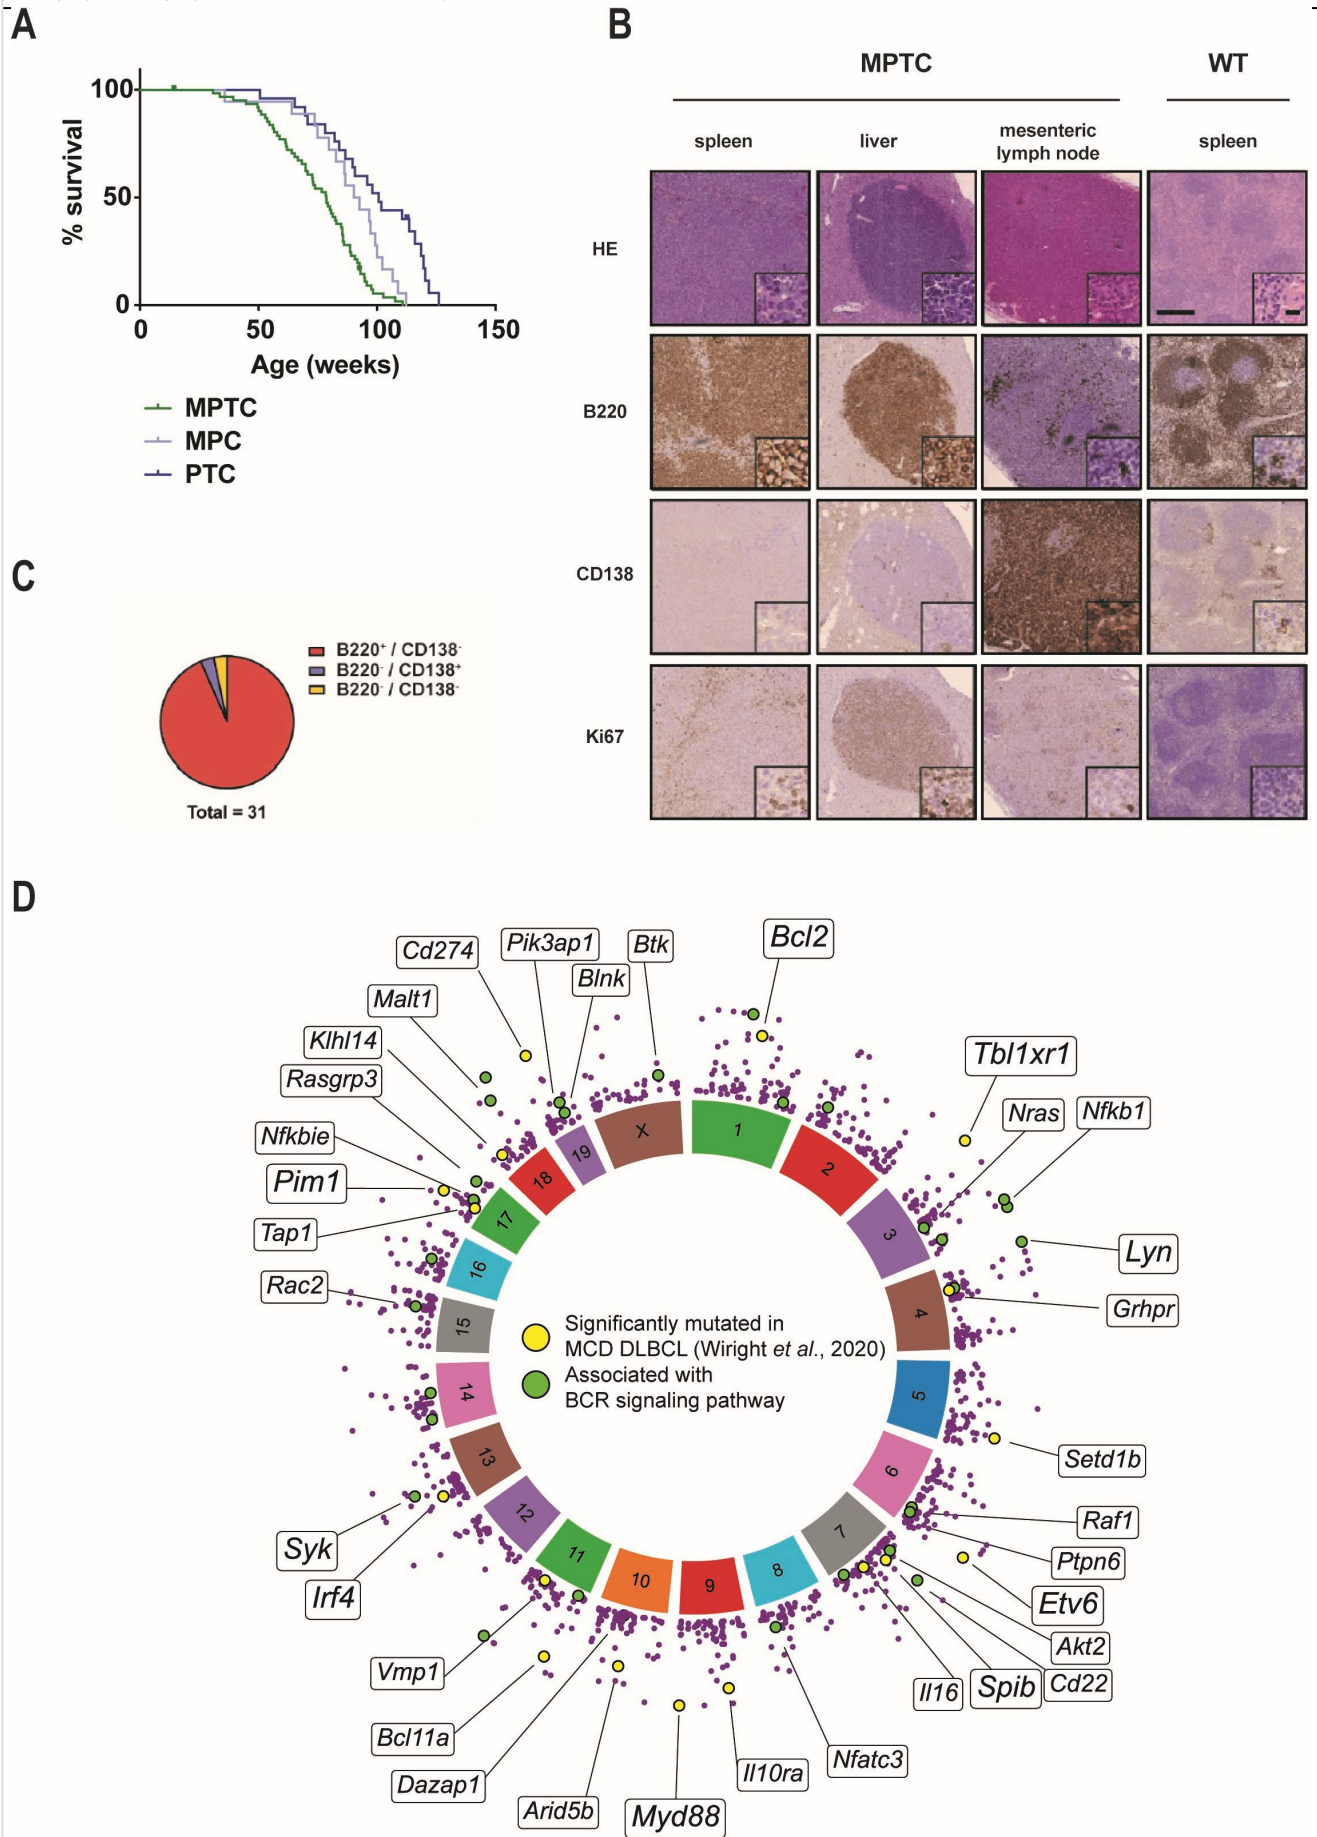 A
% survival
100
50
0
0
50
100
150
Age (weeks)
MPTC
MPC
PTC
B
MPTC
WT
spleen
liver
mesenteric
lymph node
spleen
HE
B220
CD138
Ki67
C
B220⁺ / CD138⁻
B220⁻ / CD138⁺
B220⁻ / CD138⁻
Total = 31
D
Cd274
Pik3ap1
Btk
Bcl2
Malt1
Blnk
Klhl14
Tbl1xr1
Rasgrp3
Nras
Nfkb1
Nfkbie
Pim1
Tap1
Lyn
Rac2
Grhpr
Setd1b
Raf1
Syk
Ptpn6
Irf4
Etv6
Akt2
Vmp1
Il16
Spib
Cd22
Bcl11a
Nfatc3
Dazap1
Il10ra
Arid5b
Myd88
X
1
2
3
4
5
6
7
8
9
10
11
12
13
14
15
16
17
18
19
Significantly mutated in
MCD DLBCL (Wiright et al., 2020)
Associated with
BCR signaling pathway